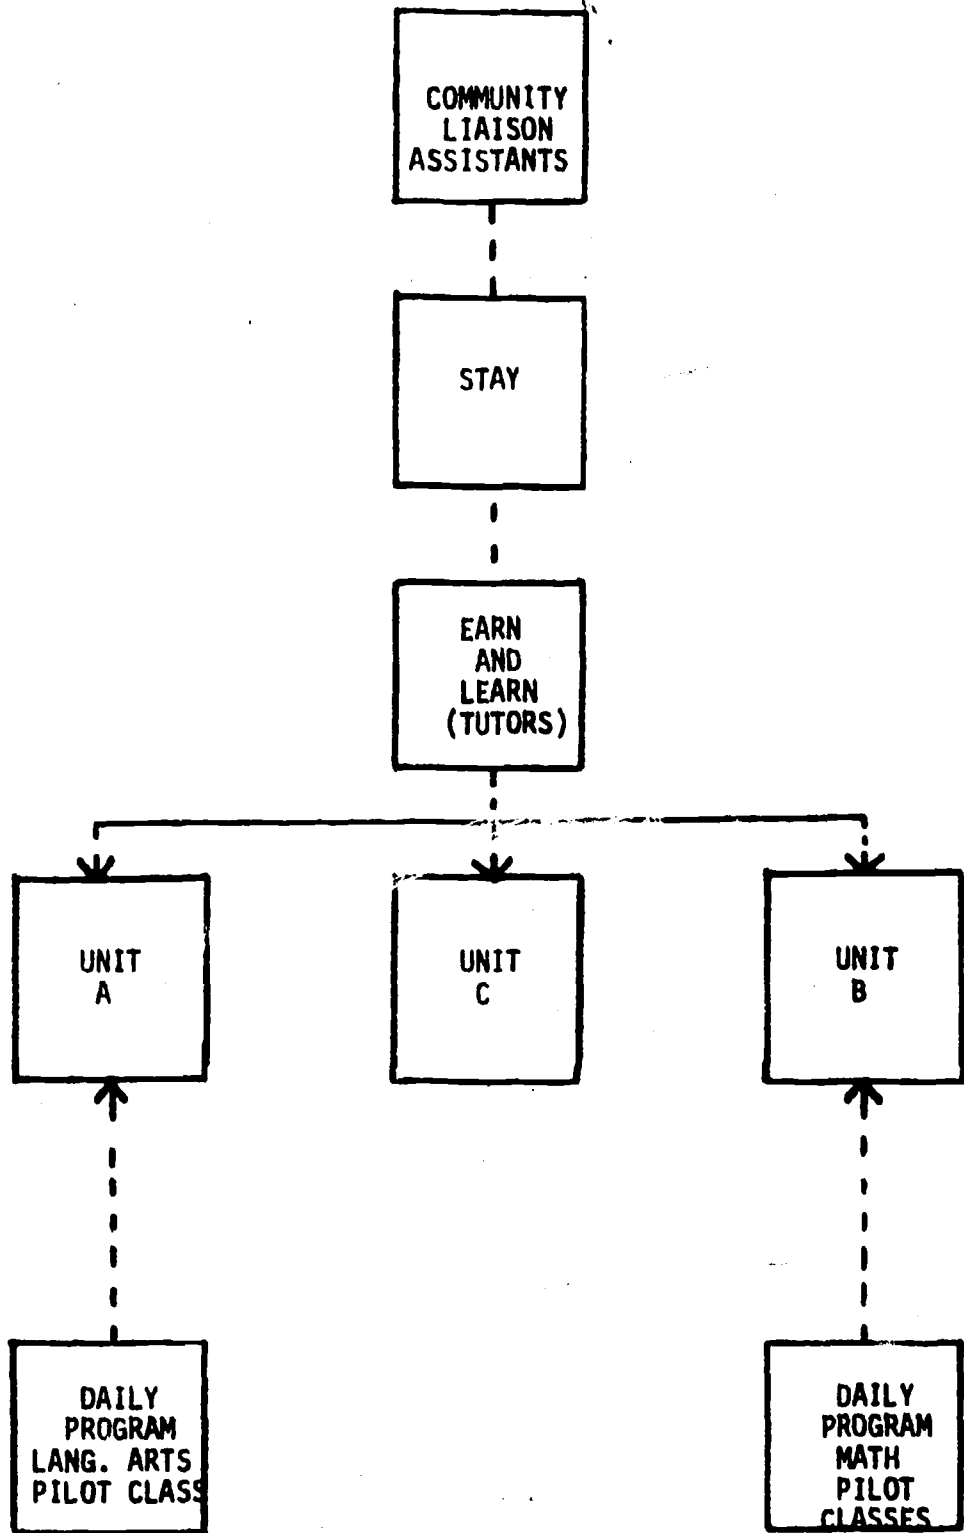 COMMUNITY
LIAISON
ASSISTANTS
STAY
EARN
AND
LEARN
(TUTORS)
UNIT
A
UNIT
C
UNIT
B
DAILY
PROGRAM
LANG. ARTS
PILOT CLASS
DAILY
PROGRAM
MATH
PILOT
CLASSES